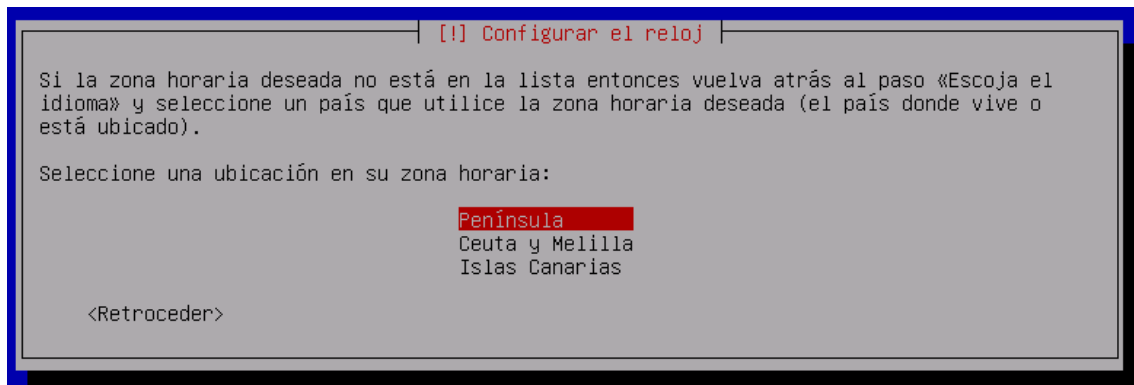 [!] Configurar el reloj
Si la zona horaria deseada no está en la lista entonces vuelva atrás al paso «Escoja el
idioma» y seleccione un país que utilice la zona horaria deseada (el país donde vive o
está ubicado).
Seleccione una ubicación en su zona horaria:
Península
Ceuta y Melilla
Islas Canarias
<Retroceder>